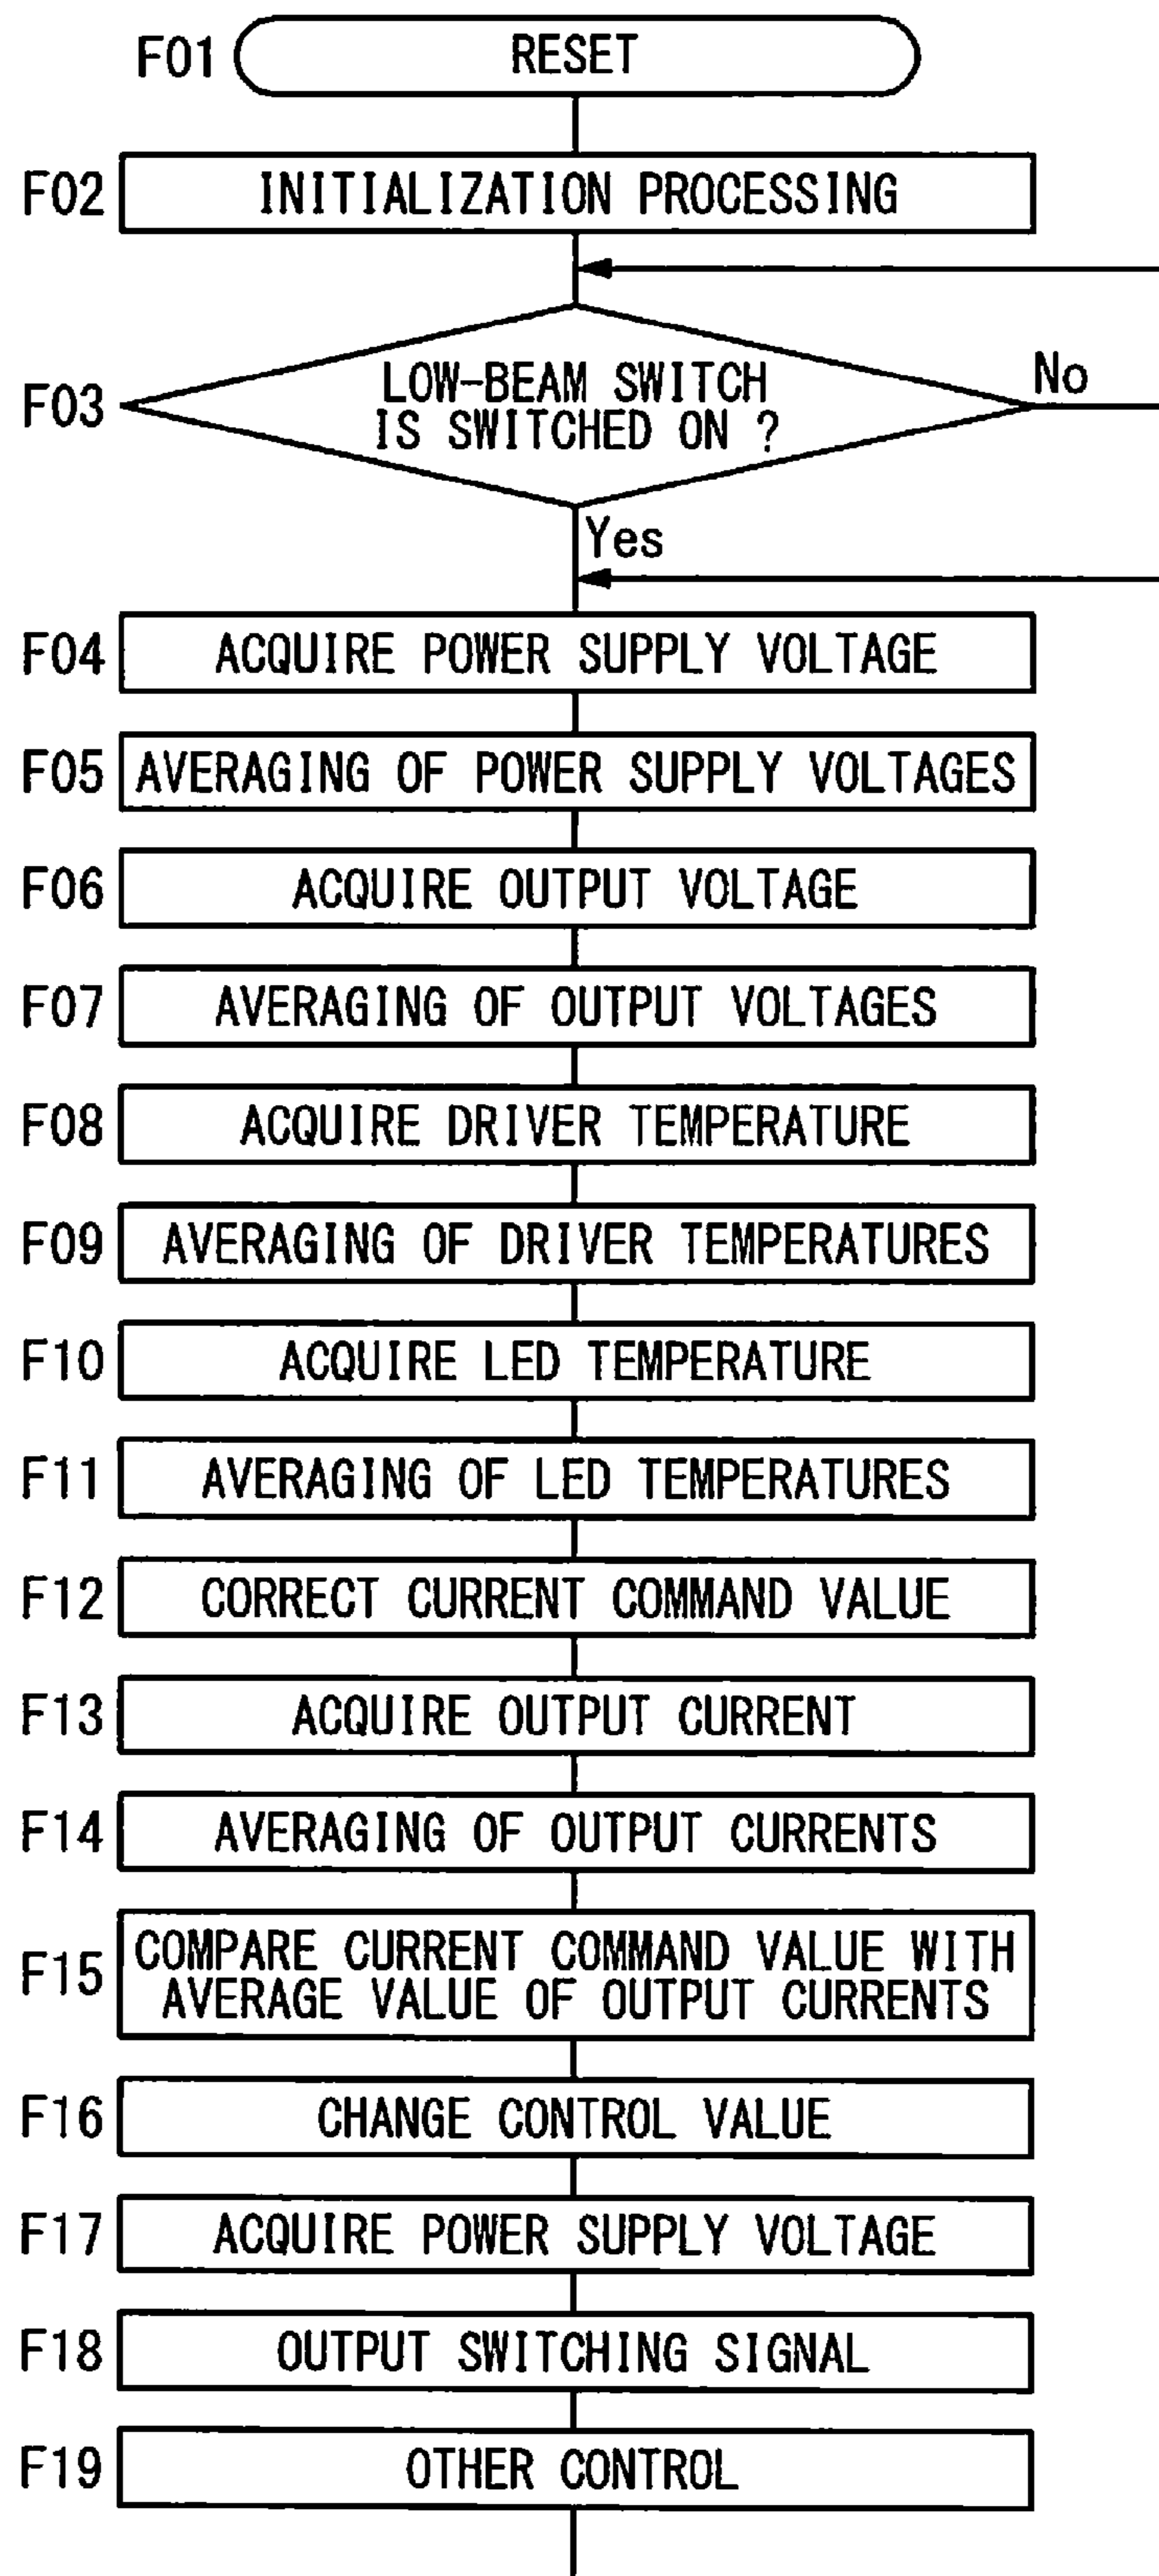 F01 RESET
F02 INITIALIZATION PROCESSING
F03 LOW-BEAM SWITCH
IS SWITCHED ON ?
No
Yes
F04 ACQUIRE POWER SUPPLY VOLTAGE
F05 AVERAGING OF POWER SUPPLY VOLTAGES
F06 ACQUIRE OUTPUT VOLTAGE
F07 AVERAGING OF OUTPUT VOLTAGES
F08 ACQUIRE DRIVER TEMPERATURE
F09 AVERAGING OF DRIVER TEMPERATURES
F10 ACQUIRE LED TEMPERATURE
F11 AVERAGING OF LED TEMPERATURES
F12 CORRECT CURRENT COMMAND VALUE
F13 ACQUIRE OUTPUT CURRENT
F14 AVERAGING OF OUTPUT CURRENTS
F15 COMPARE CURRENT COMMAND VALUE WITH
AVERAGE VALUE OF OUTPUT CURRENTS
F16 CHANGE CONTROL VALUE
F17 ACQUIRE POWER SUPPLY VOLTAGE
F18 OUTPUT SWITCHING SIGNAL
F19 OTHER CONTROL